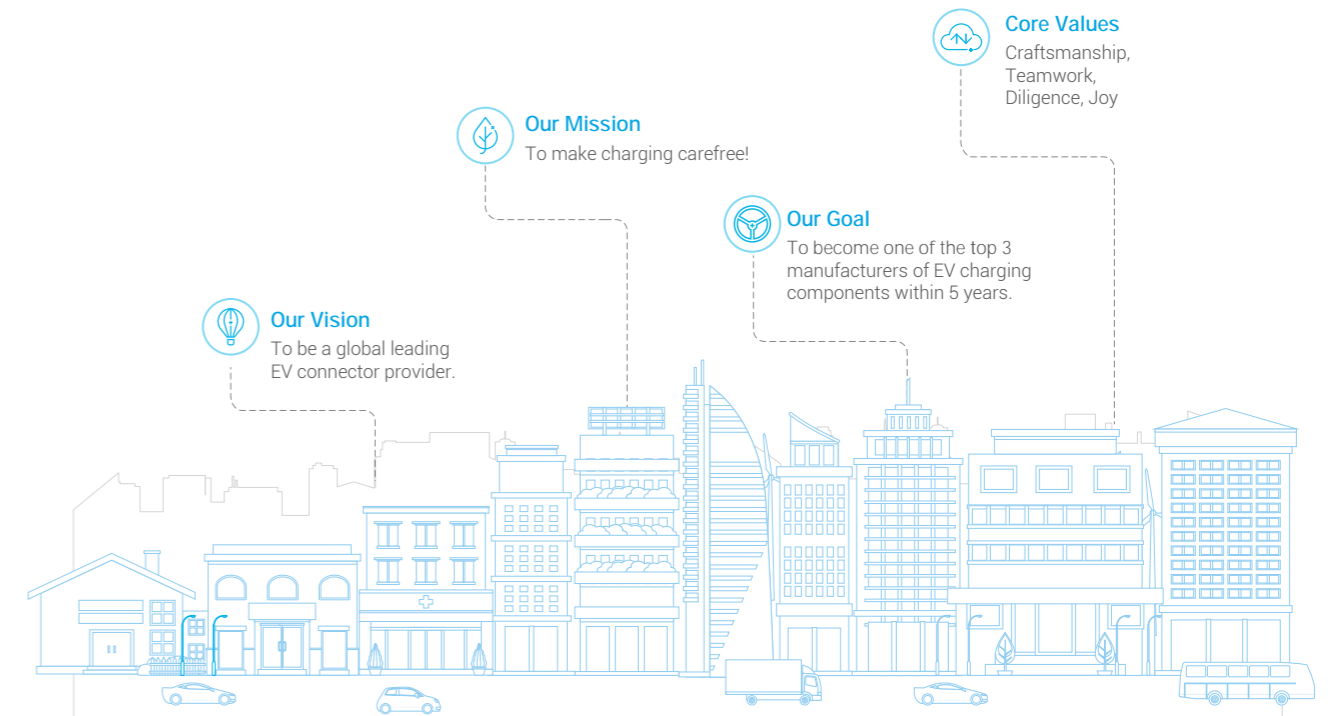 Core Values
Craftsmanship,
Teamwork,
Diligence, Joy
Our Mission
To make charging carefree!
Our Goal
To become one of the top 3
manufacturers of EV charging
components within 5 years.
Our Vision
To be a global leading
EV connector provider.